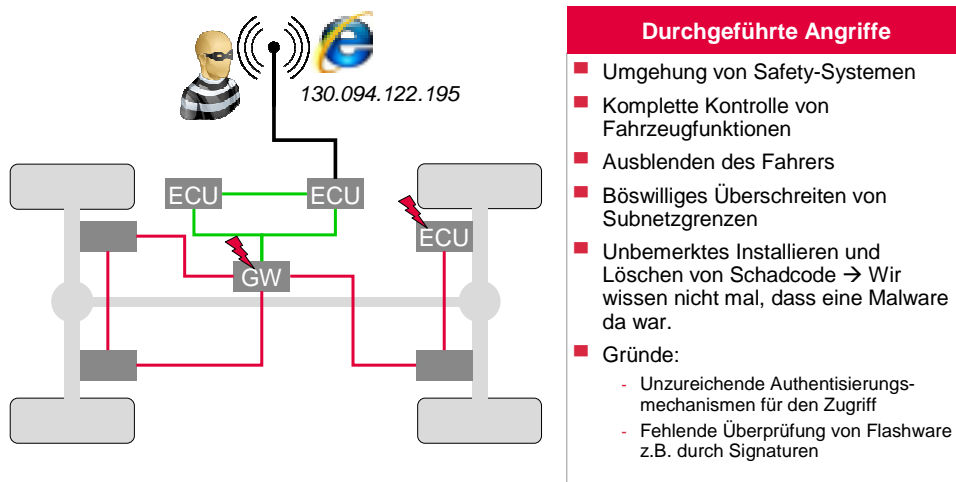 130.094.122.195
ECU
ECU
ECU
GW
Durchgeführte Angriffe
Umgehung von Safety-Systemen
Komplette Kontrolle von
Fahrzeugfunktionen
Ausblenden des Fahrers
Böswilliges Überschreiten von
Subnetzgrenzen
Unbemerktes Installieren und
Löschen von Schadcode → Wir
wissen nicht mal, dass eine Malware
da war.
Gründe:
- Unzureichende Authentisierungs-
mechanismen für den Zugriff
- Fehlende Überprüfung von Flashware
z.B. durch Signaturen